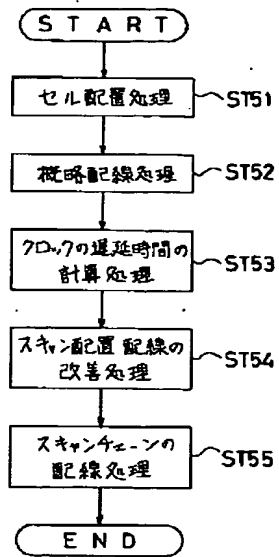 START
セル配置処理
ST51
概略配線処理
ST52
クロックの遅延時間の
計算処理
ST53
スキャン配置配線の
改善処理
ST54
スキャンチェーンの
配線処理
ST55
END